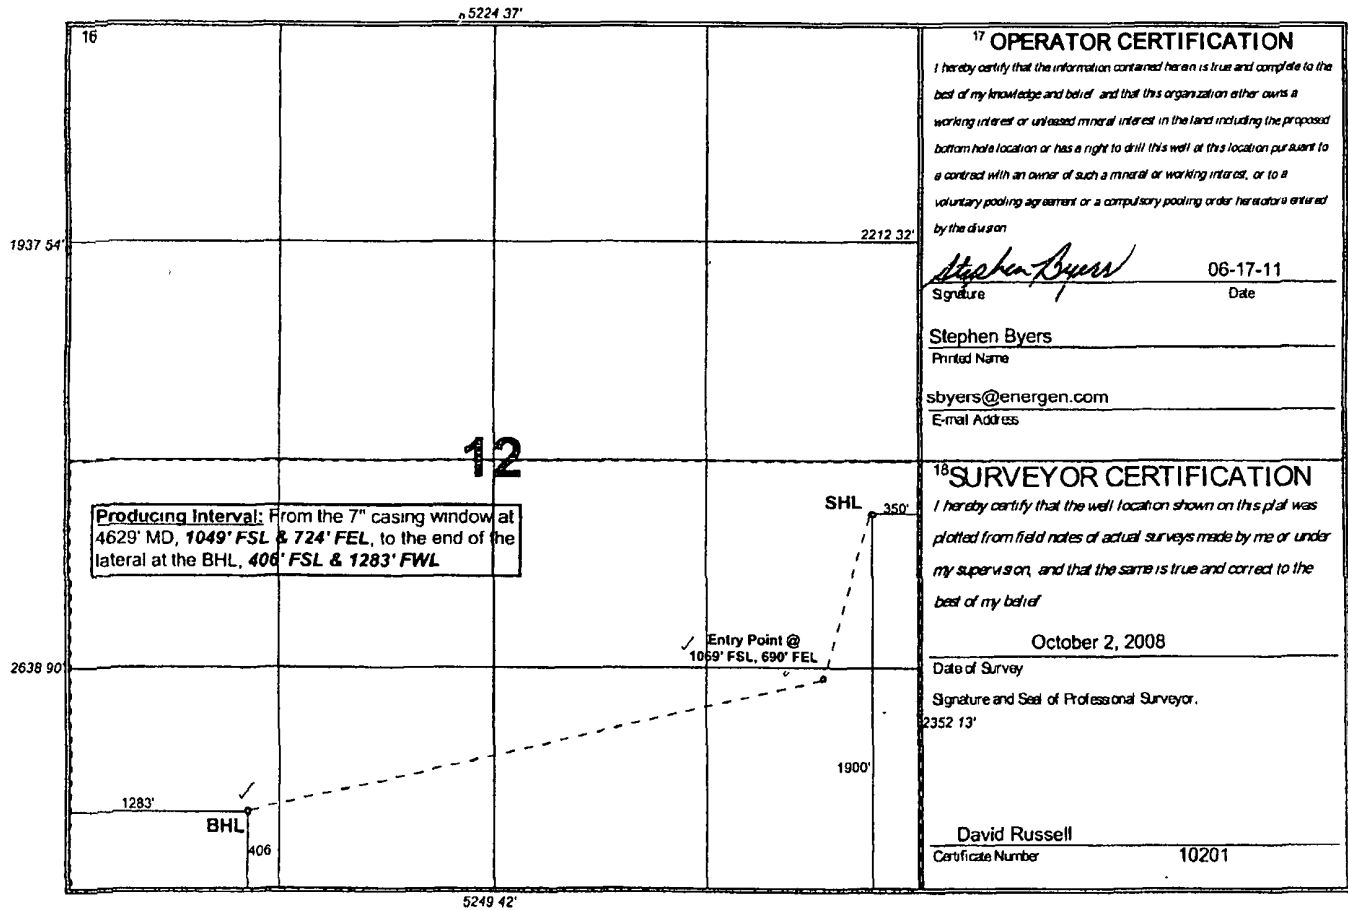 5224 37'
16
1937 54'
2212 32'
12
Producing Interval: From the 7" casing window at
4629' MD, 1049' FSL & 724' FEL, to the end of the
lateral at the BHL, 406' FSL & 1283' FWL
SHL
350'
Entry Point @
1069' FSL, 690' FEL
2638 90'
1900'
1283'
BHL
406
5249 42'
17 OPERATOR CERTIFICATION
I hereby certify that the information contained herein is true and complete to the
best of my knowledge and belief and that this organization either owns a
working interest or unleased mineral interest in the land including the proposed
bottom hole location or has a right to drill this well at this location pursuant to
a contract with an owner of such a mineral or working interest, or to a
voluntary pooling agreement or a compulsory pooling order heretofore entered
by the division
Stephen Byers
06-17-11
Signature
Date
Stephen Byers
Printed Name
sbyers@energen.com
E-mail Address
18 SURVEYOR CERTIFICATION
I hereby certify that the well location shown on this plat was
plotted from field notes of actual surveys made by me or under
my supervision, and that the same is true and correct to the
best of my belief
October 2, 2008
Date of Survey
Signature and Seal of Professional Surveyor.
2352 13'
David Russell
Certificate Number
10201